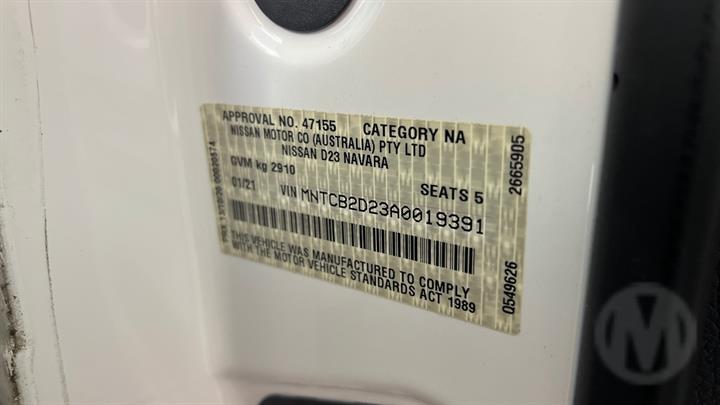 APPROVAL NO. 47155 CATEGORY NA
NISSAN MOTOR CO (AUSTRALIA) PTY LTD
NISSAN D23 NAVARA
GVM kg 2910 SEATS 5
01/21 VIN MNTCB2D23A0019391
THIS VEHICLE WAS MANUFACTURED TO COMPLY
WITH THE MOTOR VEHICLE STANDARDS ACT 1989
2665905
Q549626
M